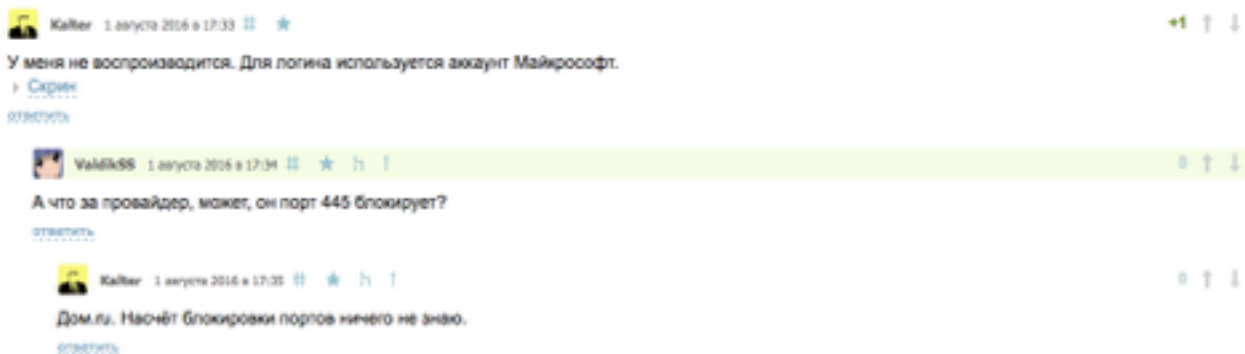 Kalter 1 августа 2016 в 17:33 # ★ +1 ↑ ↓
У меня не воспроизводится. Для логина используется аккаунт Майкрософт.
Скрин
ответить
ValdikSS 1 августа 2016 в 17:34 # ★ h ↑ 0 ↑ ↓
А что за провайдер, может, он порт 445 блокирует?
ответить
Kalter 1 августа 2016 в 17:35 # ★ h ↑ 0 ↑ ↓
Дом.ru. Насчёт блокировки портов ничего не знаю.
ответить